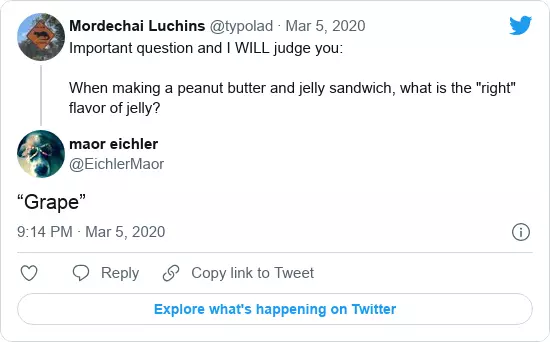 Mordechai Luchins @typolad · Mar 5, 2020
Important question and I WILL judge you:
When making a peanut butter and jelly sandwich, what is the "right"
flavor of jelly?
maor eichler
@EichlerMaor
“Grape”
9:14 PM · Mar 5, 2020
Reply
Copy link to Tweet
Explore what's happening on Twitter